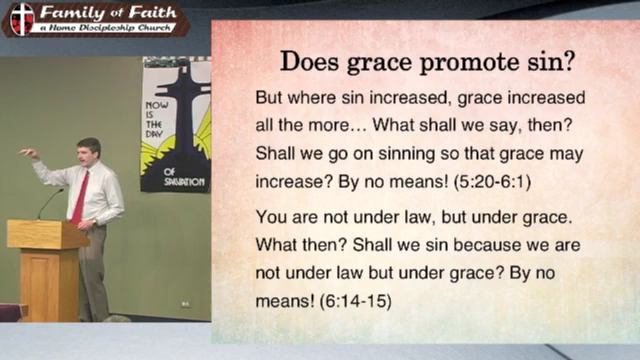 Family of Faith
a Home Discipleship Church
NOW
IS
THE
DAY
OF
SALVATION
Does grace promote sin?
But where sin increased, grace increased
all the more… What shall we say, then?
Shall we go on sinning so that grace may
increase? By no means! (5:20-6:1)
You are not under law, but under grace.
What then? Shall we sin because we are
not under law but under grace? By no
means! (6:14-15)